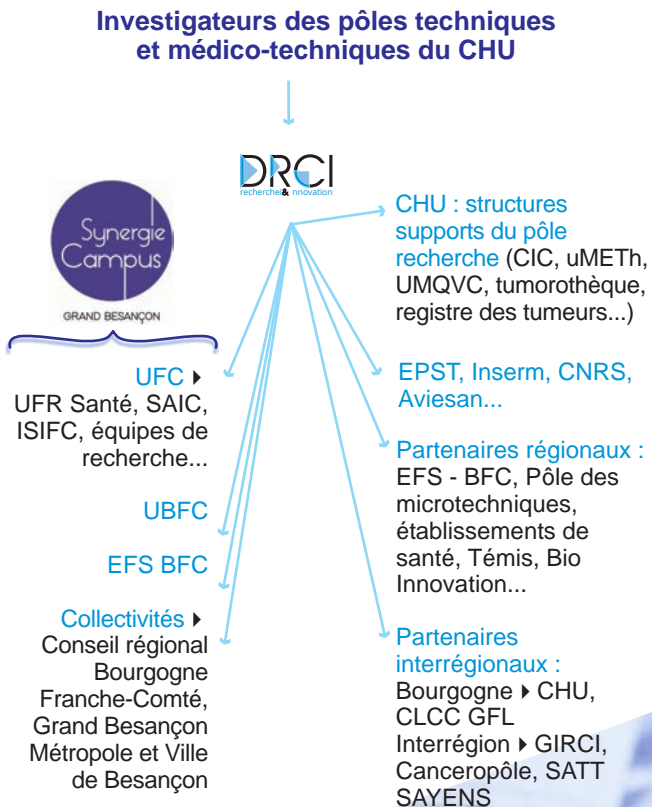 Investigateurs des pôles techniques
et médico-techniques du CHU
DRCI
recherche& nnovation
Synergie
Campus
GRAND BESANÇON
UFC ▸
UFR Santé, SAIC,
ISIFC, équipes de
recherche...
UBFC
EFS BFC
Collectivités ▸
Conseil régional
Bourgogne
Franche-Comté,
Grand Besançon
Métropole et Ville
de Besançon
CHU : structures
supports du pôle
recherche (CIC, uMETh,
UMQVC, tumorothèque,
registre des tumeurs...)
EPST, Inserm, CNRS,
Aviesan...
Partenaires régionaux :
EFS - BFC, Pôle des
microtechniques,
établissements de
santé, Témis, Bio
Innovation...
Partenaires
interrégionaux :
Bourgogne ▸ CHU,
CLCC GFL
Interrégion ▸ GIRCI,
Canceropôle, SATT
SAYENS